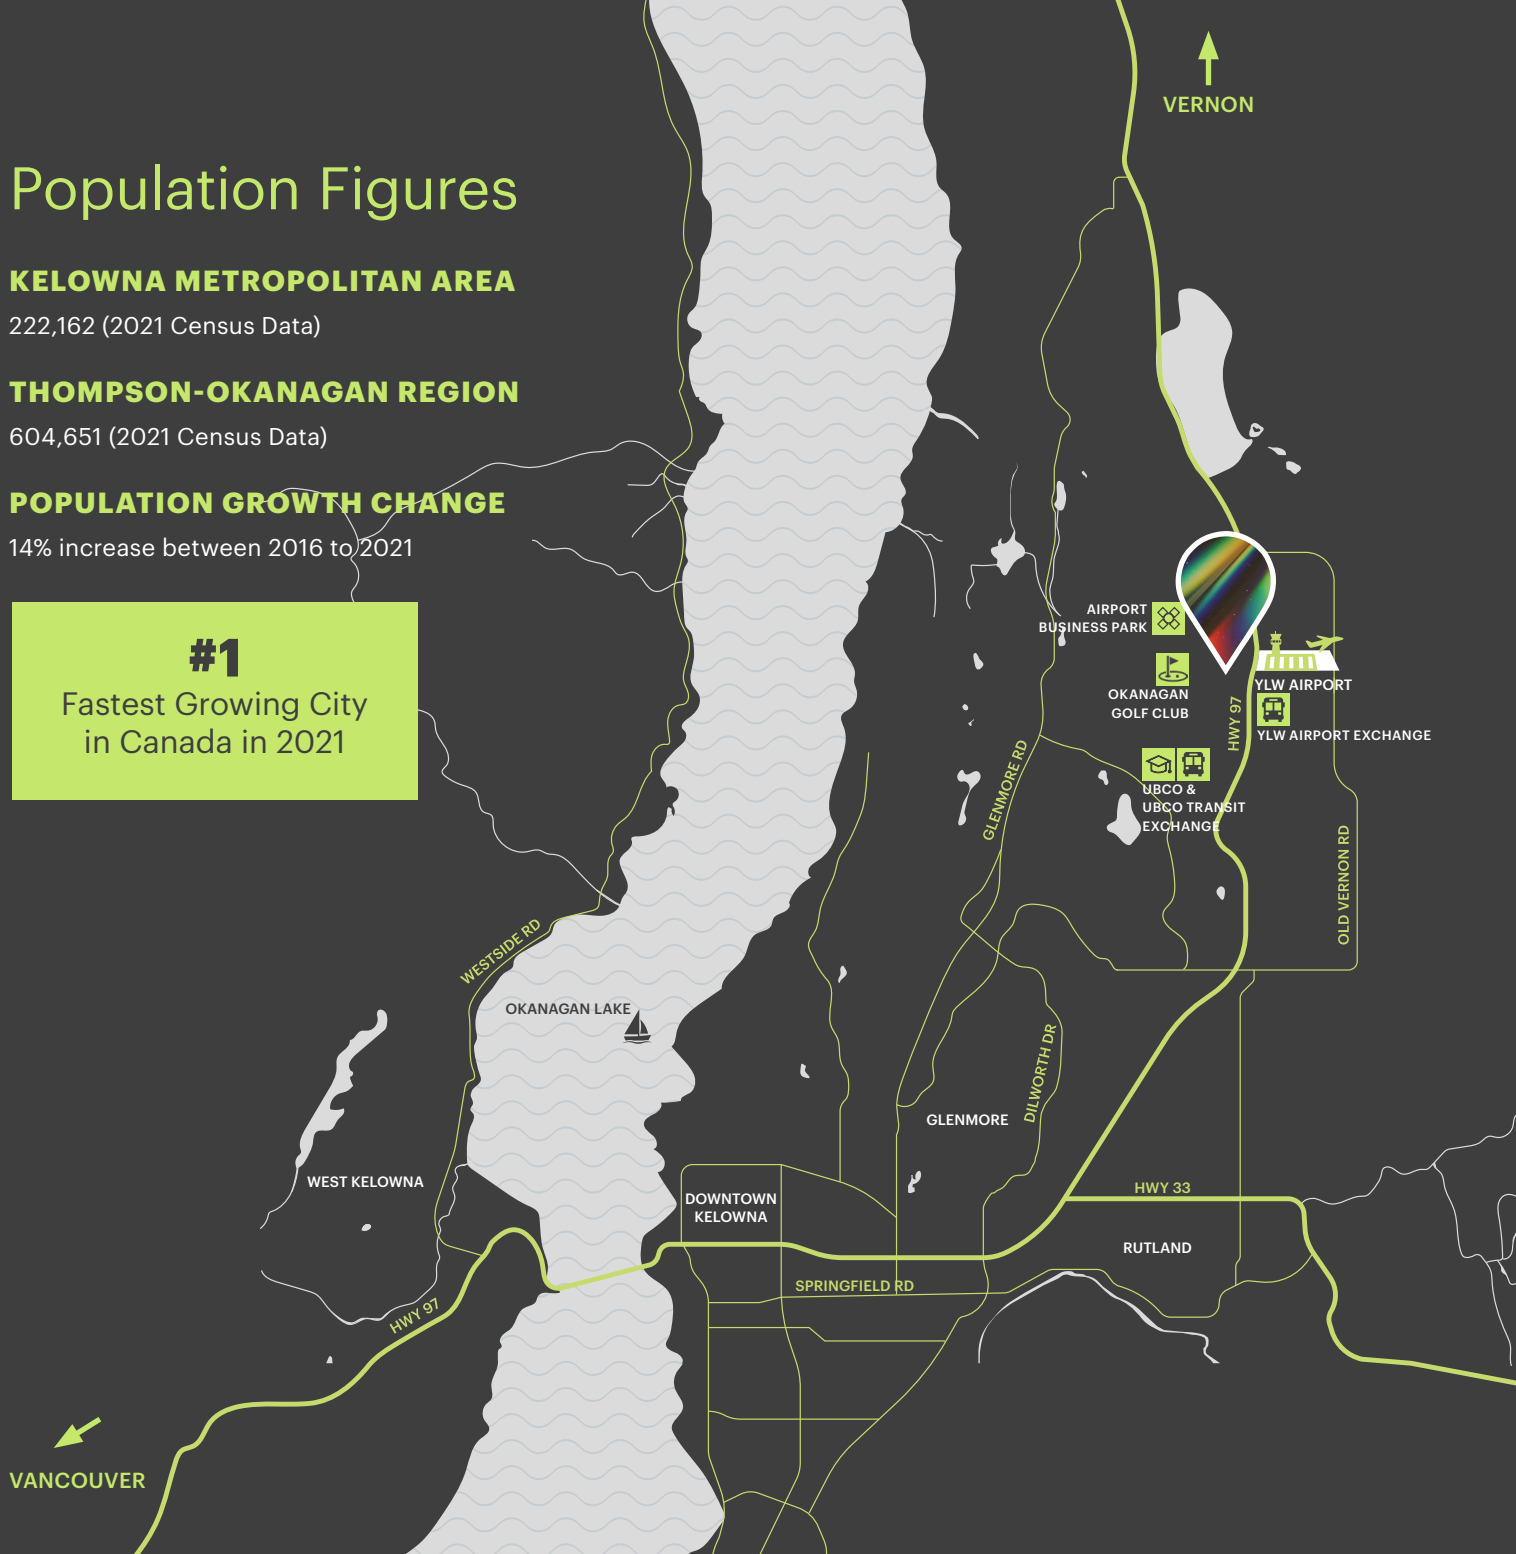 VERNON
Population Figures
KELOWNA METROPOLITAN AREA
222,162 (2021 Census Data)
THOMPSON-OKANAGAN REGION
604,651 (2021 Census Data)
POPULATION GROWTH CHANGE
14% increase between 2016 to 2021
#1
Fastest Growing City
in Canada in 2021
AIRPORT
BUSINESS PARK
OKANAGAN
GOLF CLUB
YLW AIRPORT
HWY 97
YLW AIRPORT EXCHANGE
UBCO &
UBCO TRANSIT
EXCHANGE
GLENMORE RD
OLD VERNON RD
WESTSIDE RD
OKANAGAN LAKE
DILWORTH DR
GLENMORE
WEST KELOWNA
DOWNTOWN
KELOWNA
HWY 33
RUTLAND
SPRINGFIELD RD
HWY 97
VANCOUVER